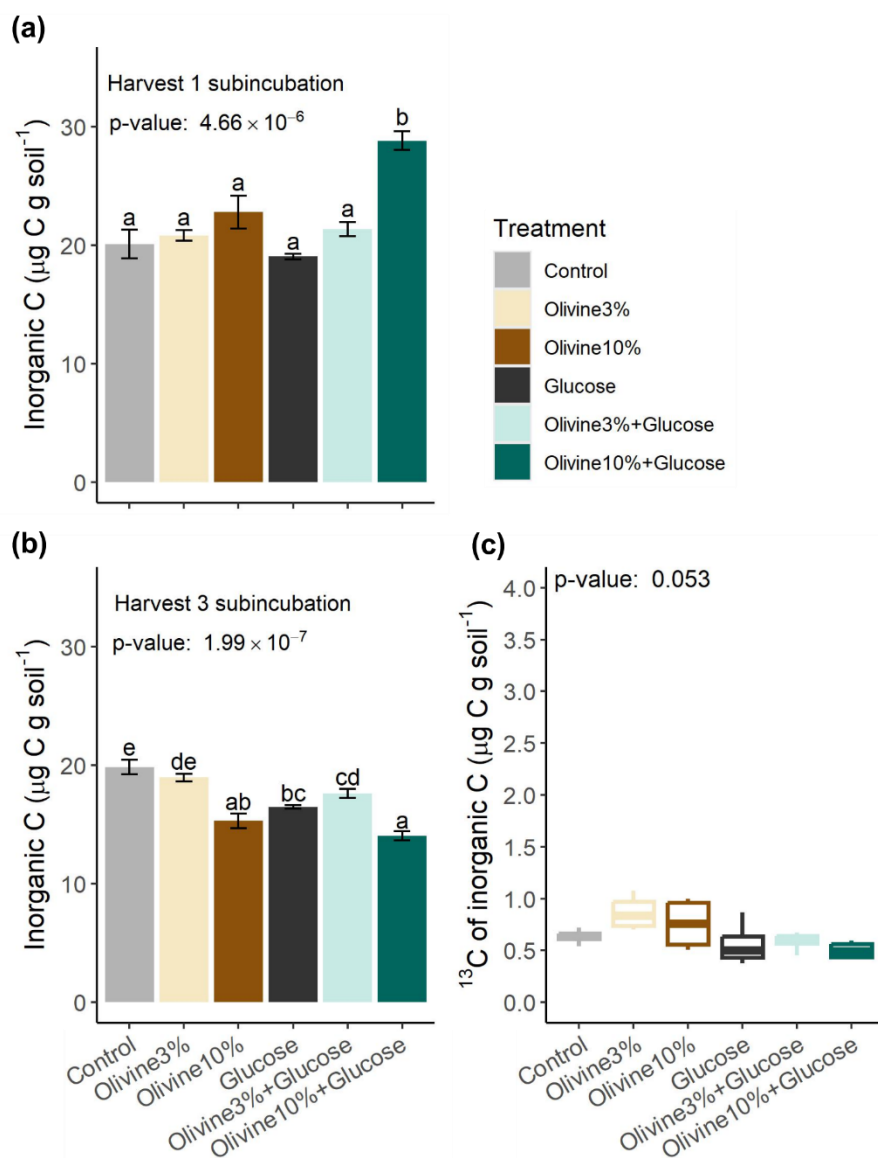 (a)
Harvest 1 subincubation
p-value: 4.66 × 10⁻⁶
Inorganic C (µg C g soil⁻¹)
30
20
10
0
a
a
a
a
a
b
Treatment
Control
Olivine3%
Olivine10%
Glucose
Olivine3%+Glucose
Olivine10%+Glucose
(b)
Harvest 3 subincubation
p-value: 1.99 × 10⁻⁷
Inorganic C (µg C g soil⁻¹)
30
20
10
0
e
de
ab
bc
cd
a
Control
Olivine3%
Olivine10%
Glucose
Olivine3%+Glucose
Olivine10%+Glucose
(c)
p-value: 0.053
¹³C of inorganic C (µg C g soil⁻¹)
4.0
3.5
3.0
2.5
2.0
1.5
1.0
0.5
0.0
Control
Olivine3%
Olivine10%
Glucose
Olivine3%+Glucose
Olivine10%+Glucose